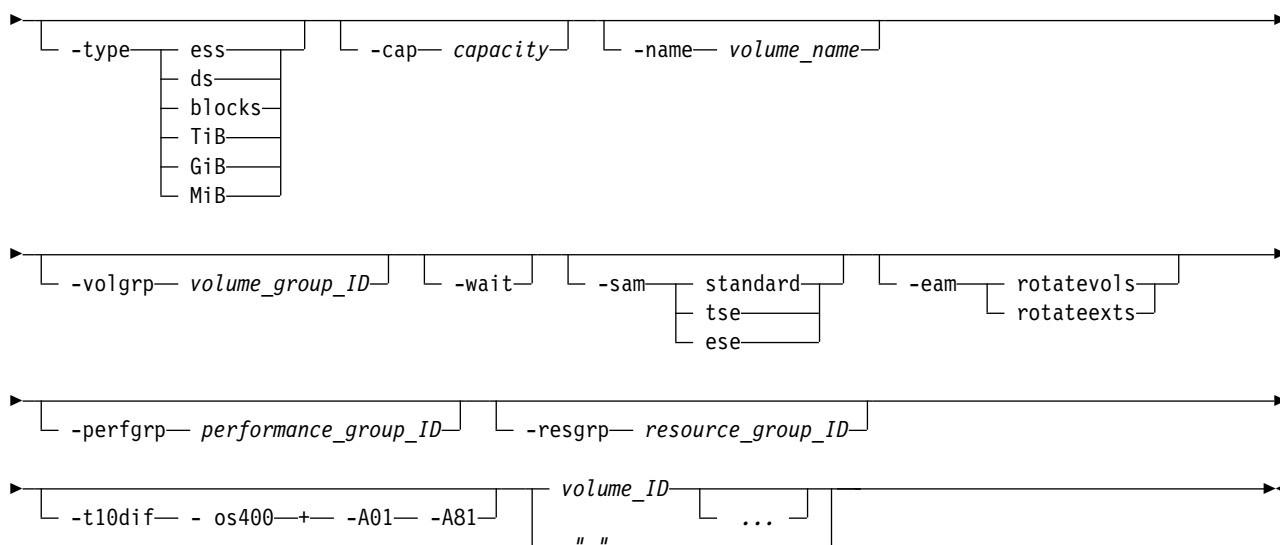 -type ess -cap capacity -name volume_name
ds
blocks
TiB
GiB
MiB
-volgrp volume_group_ID -wait -sam standard -eam rotatevols
tse rotateexts
ese
-perfgrp performance_group_ID -resgrp resource_group_ID
volume_ID
-t10dif - os400 + -A01 -A81 ...
" "